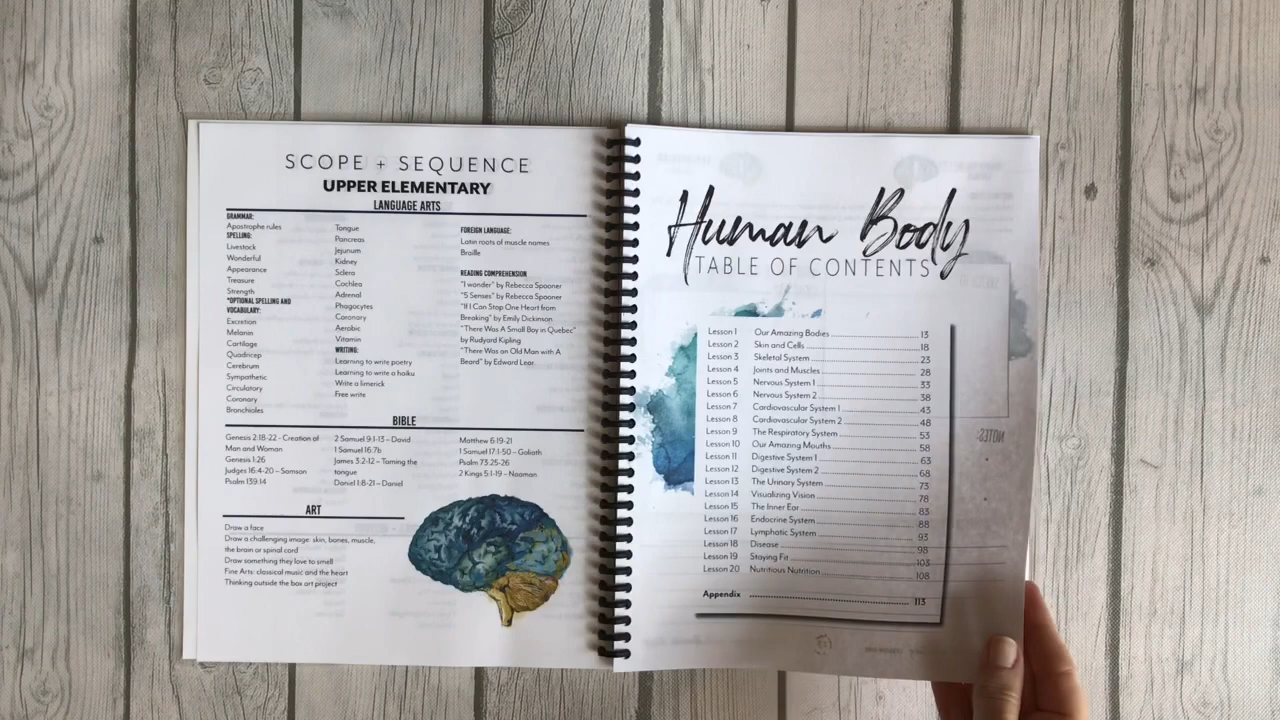 SCOPE + SEQUENCE
UPPER ELEMENTARY
LANGUAGE ARTS
GRAMMAR:
Apostrophe rules
SPELLING:
Livestock
Wonderful
Appearance
Treasure
Strength
*OPTIONAL SPELLING AND
VOCABULARY:
Excretion
Melanin
Cartilage
Quadricep
Cerebrum
Sympathetic
Circulatory
Coronary
Bronchioles
Tongue
Pancreas
Jejunum
Kidney
Sclera
Cochlea
Adrenal
Phagocytes
Coronary
Aerobic
Vitamin
WRITING:
Learning to write poetry
Learning to write a haiku
Write a limerick
Free write
FOREIGN LANGUAGE:
Latin roots of muscle names
Braille
READING COMPREHENSION
"I wonder" by Rebecca Spooner
"5 Senses" by Rebecca Spooner
"If I Can Stop One Heart from
Breaking" by Emily Dickinson
"There Was A Small Boy in Quebec"
by Rudyard Kipling
"There Was an Old Man with A
Beard" by Edward Lear
BIBLE
Genesis 2:18-22 - Creation of
Man and Woman
Genesis 1:26
Judges 16:4-20 – Samson
Psalm 139:14
2 Samuel 9:1-13 – David
1 Samuel 16:7b
James 3:2-12 – Taming the
tongue
Daniel 1:8-21 – Daniel
Matthew 6:19-21
1 Samuel 17:1-50 – Goliath
Psalm 73:25-26
2 Kings 5:1-19 – Naaman
ART
Draw a face
Draw a challenging image: skin, bones, muscle,
the brain or spinal cord
Draw something they love to smell
Fine Arts: classical music and the heart
Thinking outside the box art project
Human Body
TABLE OF CONTENTS
Lesson 1 Our Amazing Bodies 13
Lesson 2 Skin and Cells 18
Lesson 3 Skeletal System 23
Lesson 4 Joints and Muscles 28
Lesson 5 Nervous System 1 33
Lesson 6 Nervous System 2 38
Lesson 7 Cardiovascular System 1 43
Lesson 8 Cardiovascular System 2 48
Lesson 9 The Respiratory System 53
Lesson 10 Our Amazing Mouths 58
Lesson 11 Digestive System 1 63
Lesson 12 Digestive System 2 68
Lesson 13 The Urinary System 73
Lesson 14 Visualizing Vision 78
Lesson 15 The Inner Ear 83
Lesson 16 Endocrine System 88
Lesson 17 Lymphatic System 93
Lesson 18 Disease 98
Lesson 19 Staying Fit 103
Lesson 20 Nutritious Nutrition 108
Appendix 113
NOTES: